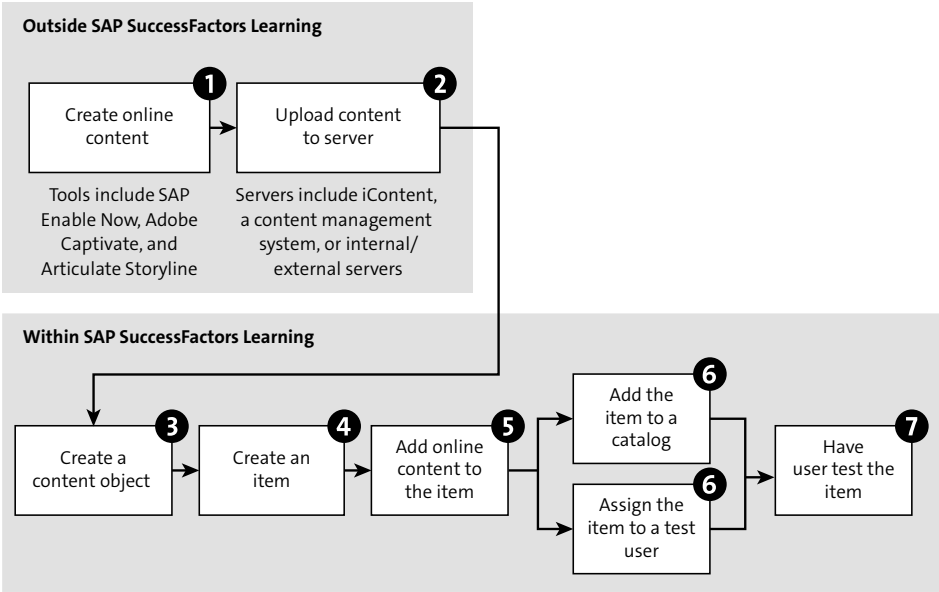 Outside SAP SuccessFactors Learning
1
Create online
content
Tools include SAP
Enable Now, Adobe
Captivate, and
Articulate Storyline
2
Upload content
to server
Servers include iContent,
a content management
system, or internal/
external servers
Within SAP SuccessFactors Learning
3
Create a
content object
4
Create an
item
5
Add online
content to
the item
6
Add the
item to a
catalog
6
Assign the
item to a test
user
7
Have
user test the
item